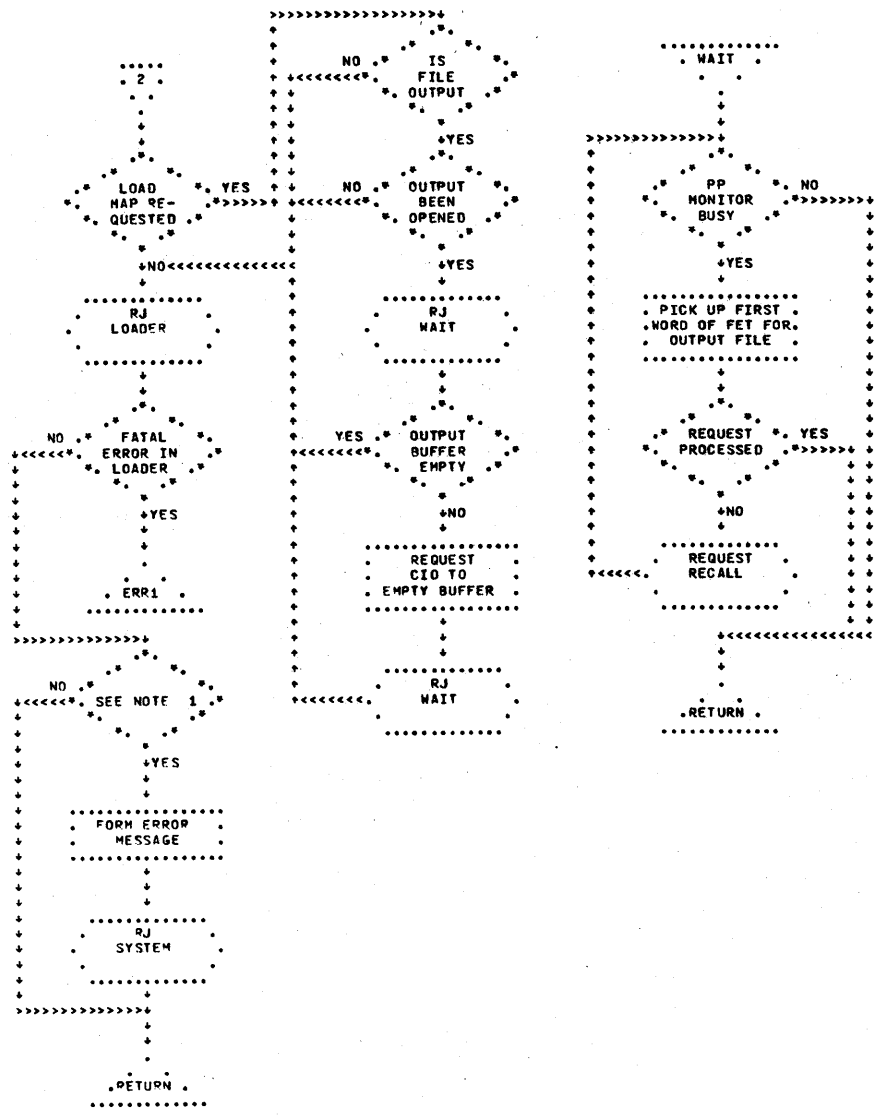 2
LOAD
MAP RE-
QUESTED
YES
NO
RJ
LOADER
NO
FATAL
ERROR IN
LOADER
YES
ERR1
NO
SEE NOTE 1
YES
FORM ERROR
MESSAGE
RJ
SYSTEM
RETURN
NO
IS
FILE
OUTPUT
YES
NO
OUTPUT
BEEN
OPENED
YES
RJ
WAIT
YES
OUTPUT
BUFFER
EMPTY
NO
REQUEST
CIO TO
EMPTY BUFFER
RJ
WAIT
WAIT
PP
MONITOR
BUSY
NO
YES
PICK UP FIRST
WORD OF FET FOR
OUTPUT FILE
REQUEST
PROCESSED
YES
NO
REQUEST
RECALL
RETURN